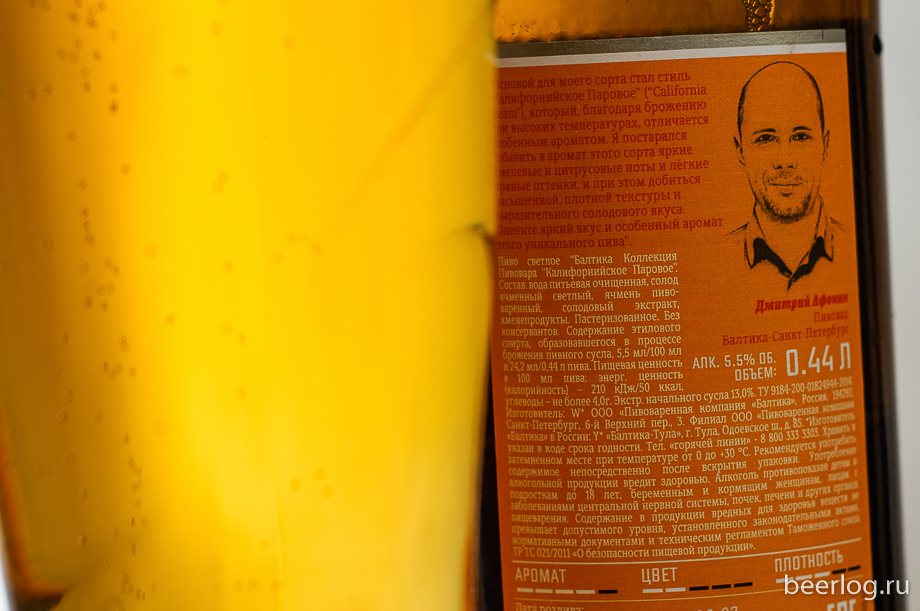 сновой для моего сорта стал стиль
алифорнийское Паровое" ("California
eam"), который, благодаря брожению
ри высоких температурах, отличается
собенным ароматом. Я постарался
обавить в аромат этого сорта яркие
мелевые и цитрусовые ноты и лёгкие
ряные оттенки, и при этом добиться
асыщенной, плотной текстуры и
ыразительного солодового вкуса.
цените яркий вкус и особенный аромат
этого уникального пива".
Дмитрий Афонин
Пивовар
Балтика-Санкт-Петербург
Пиво светлое "Балтика Коллекция
Пивовара "Калифорнийское Паровое".
Состав: вода питьевая очищенная, солод
ячменный светлый, ячмень пиво-
варенный, солодовый экстракт,
хмелепродукты. Пастеризованное. Без
консервантов. Содержание этилового
спирта, образовавшегося в процессе
брожения пивного сусла, 5,5 мл/100 мл
и 24,2 мл/0,44 л пива. Пищевая ценность
в 100 мл пива: энерг. ценность
(калорийность) – 210 кДж/50 ккал,
АЛК. 5.5% ОБ.
ОБЪЕМ: 0.44 Л
углеводы – не более 4,0г. Экстр. начального сусла 13,0%. ТУ 9184-200-01824944-2014.
Изготовитель: W* ООО «Пивоваренная компания «Балтика», Россия, 194292,
Санкт-Петербург, 6-й Верхний пер., 3. Филиал ООО «Пивоваренная компания
«Балтика» в России: Y* «Балтика-Тула», г. Тула, Одоевское ш., д. 85. *Изготовитель
указан в коде срока годности. Тел. «горячей линии» - 8 800 333 3303. Хранить в
затемненном месте при температуре от 0 до +30 °С. Рекомендуется употребить
содержимое непосредственно после вскрытия упаковки. Употребление
алкогольной продукции вредит здоровью. Алкоголь противопоказан детям и
подросткам до 18 лет, беременным и кормящим женщинам, лицам с
заболеваниями центральной нервной системы, почек, печени и других органов
пищеварения. Содержание в продукции вредных для здоровья веществ не
превышает допустимого уровня, установленного законодательными актами,
нормативными документами и техническим регламентом Таможенного союза
ТР ТС 021/2011 «О безопасности пищевой продукции».
АРОМАТ ЦВЕТ ПЛОТНОСТЬ
Дата розлива:
beerlog.ru